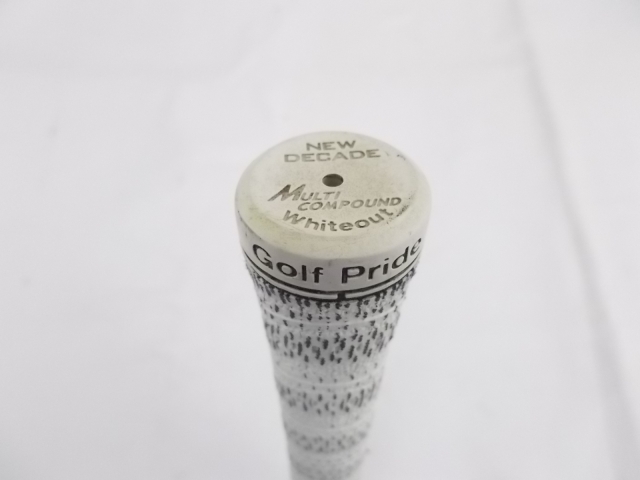 NEW
DECADE
MULTI
COMPOUND
Whiteout
Golf Pride